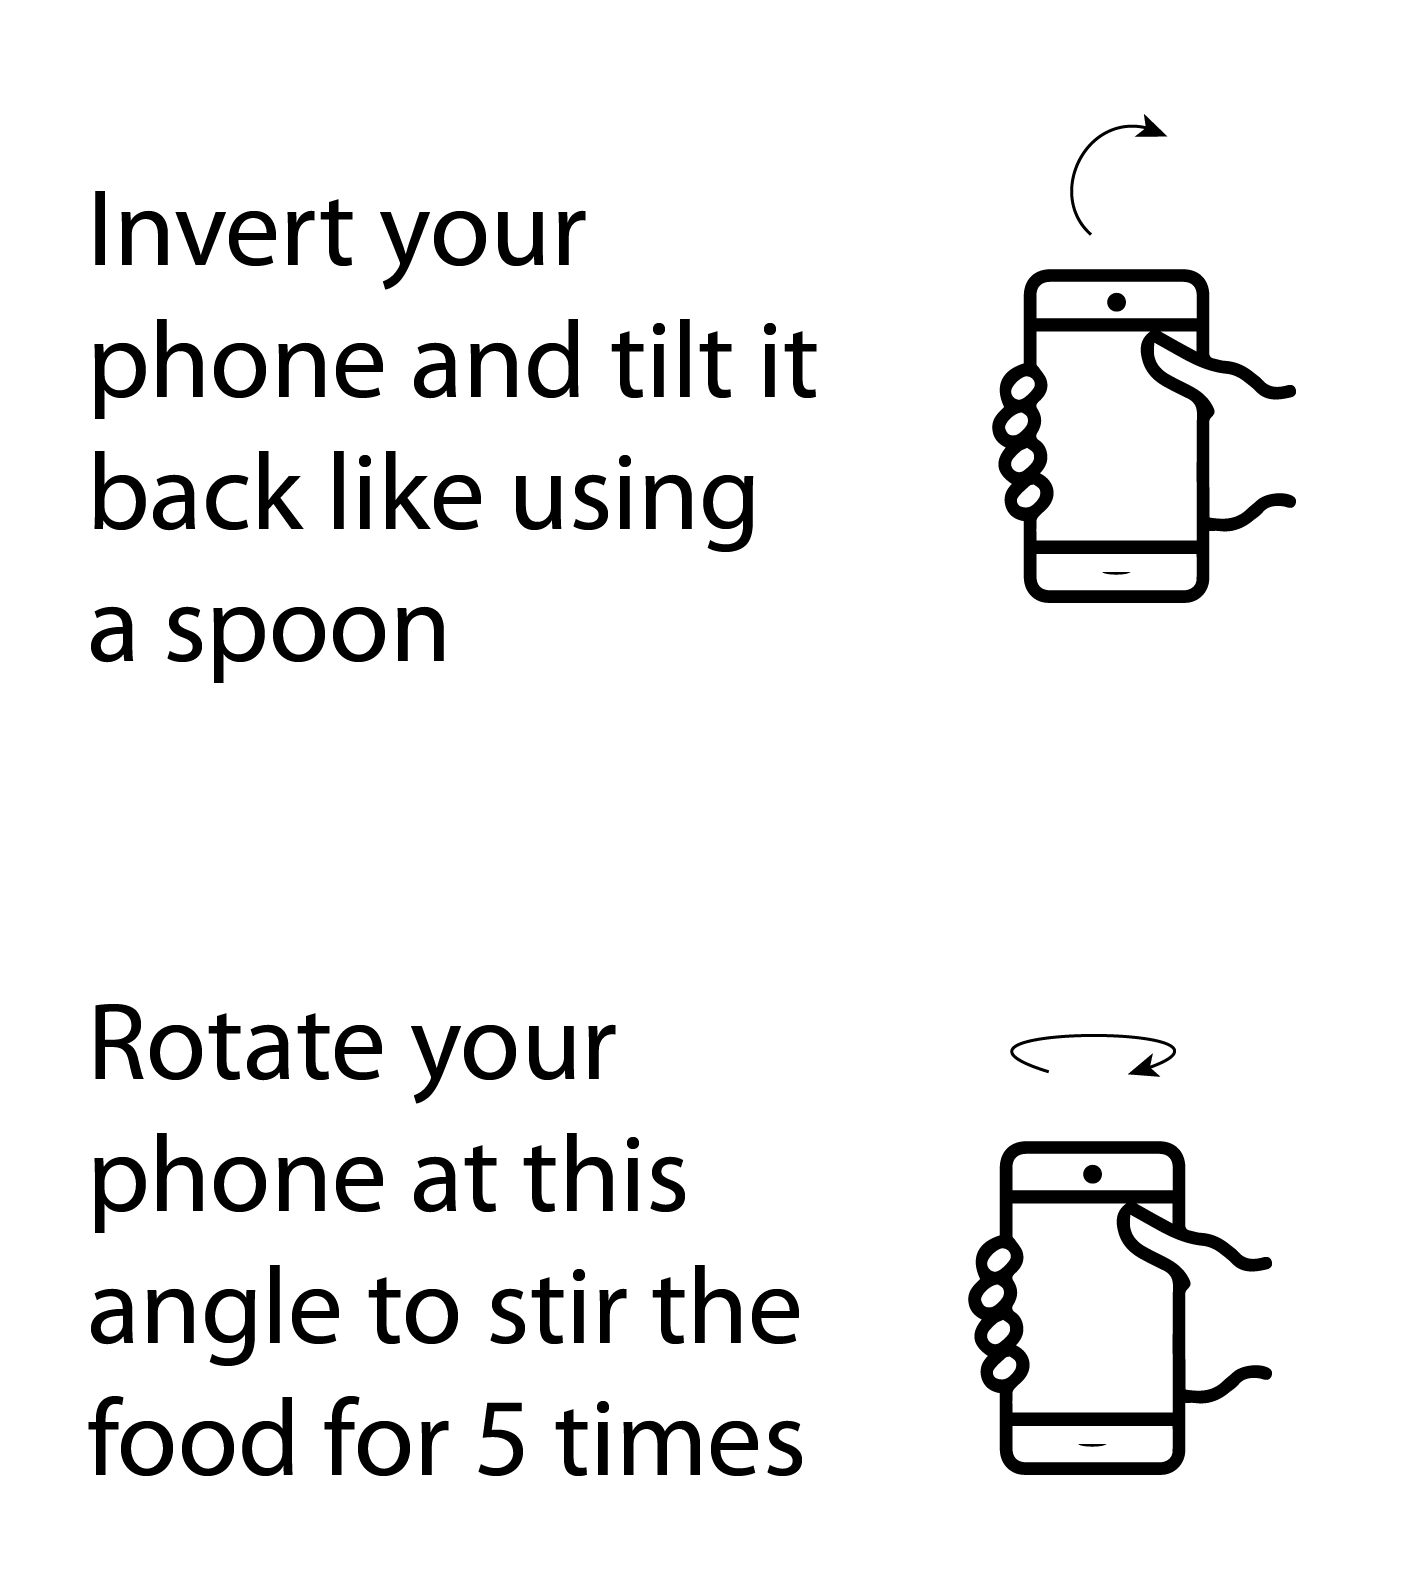 Invert your
phone and tilt it
back like using
a spoon
Rotate your
phone at this
angle to stir the
food for 5 times